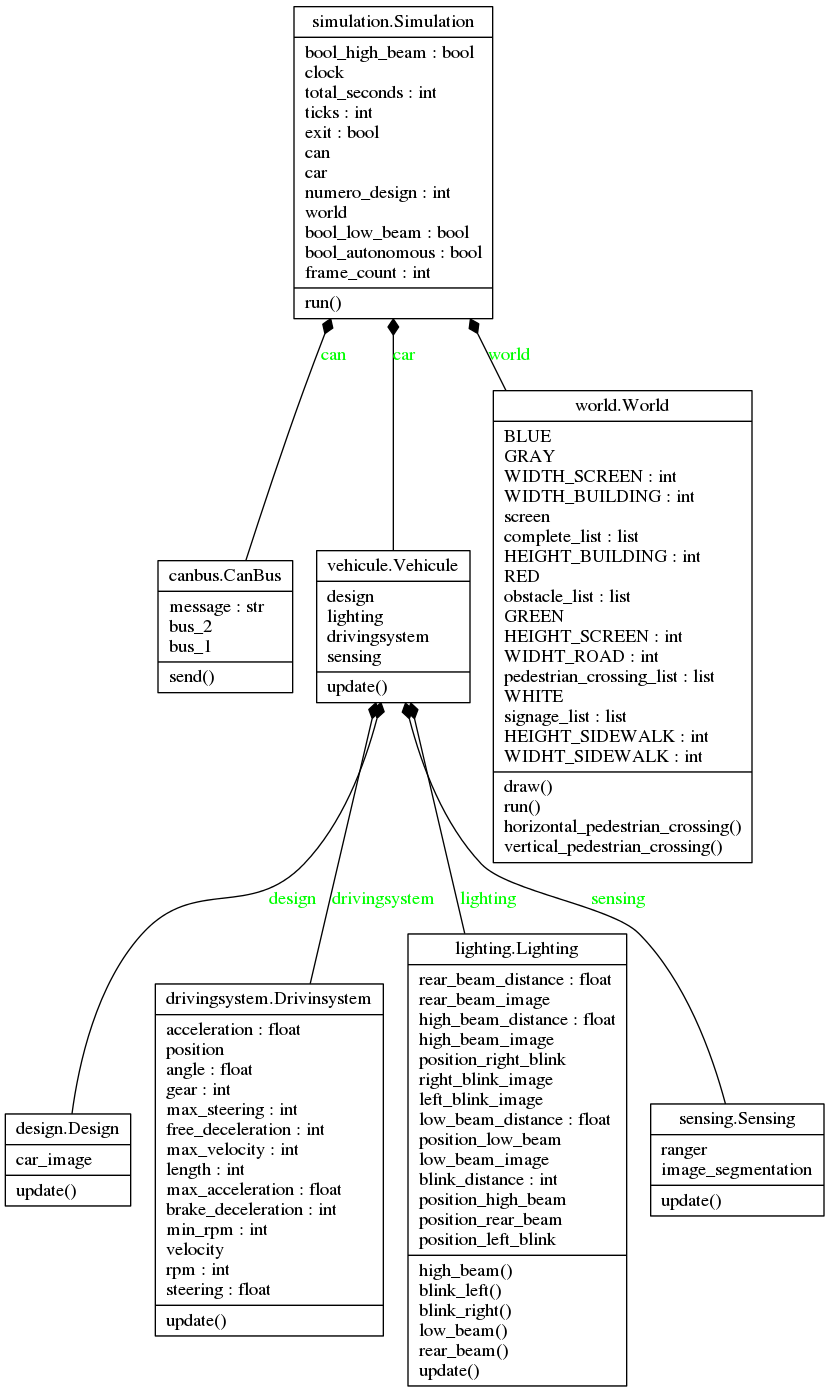 simulation.Simulation
bool_high_beam : bool
clock
total_seconds : int
ticks : int
exit : bool
can
car
numero_design : int
world
bool_low_beam : bool
bool_autonomous : bool
frame_count : int
run()
can
car
world
world.World
BLUE
GRAY
WIDTH_SCREEN : int
WIDTH_BUILDING : int
screen
complete_list : list
HEIGHT_BUILDING : int
RED
obstacle_list : list
GREEN
HEIGHT_SCREEN : int
WIDHT_ROAD : int
pedestrian_crossing_list : list
WHITE
signage_list : list
HEIGHT_SIDEWALK : int
WIDHT_SIDEWALK : int
draw()
run()
horizontal_pedestrian_crossing()
vertical_pedestrian_crossing()
canbus.CanBus
message : str
bus_2
bus_1
send()
vehicule.Vehicule
design
lighting
drivingsystem
sensing
update()
design
drivingsystem
lighting
sensing
design.Design
car_image
update()
drivingsystem.Drivinsystem
acceleration : float
position
angle : float
gear : int
max_steering : int
free_deceleration : int
max_velocity : int
length : int
max_acceleration : float
brake_deceleration : int
min_rpm : int
velocity
rpm : int
steering : float
update()
lighting.Lighting
rear_beam_distance : float
rear_beam_image
high_beam_distance : float
high_beam_image
position_right_blink
right_blink_image
left_blink_image
low_beam_distance : float
position_low_beam
low_beam_image
blink_distance : int
position_high_beam
position_rear_beam
position_left_blink
high_beam()
blink_left()
blink_right()
low_beam()
rear_beam()
update()
sensing.Sensing
ranger
image_segmentation
update()